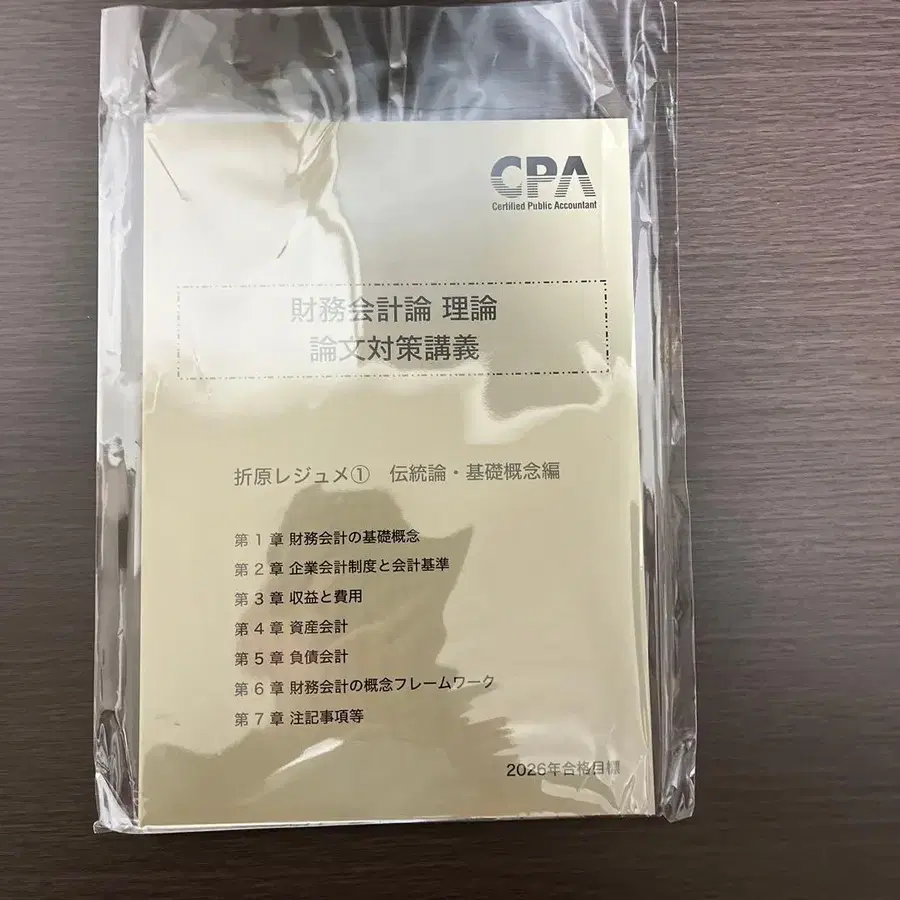 CPA
Certified Public Accountant
財務会計論 理論
論文対策講義
折原レジュメ① 伝統論・基礎概念編
第1章 財務会計の基礎概念
第2章 企業会計制度と会計基準
第3章 収益と費用
第4章 資産会計
第5章 負債会計
第6章 財務会計の概念フレームワーク
第7章 注記事項等
2026年合格目標